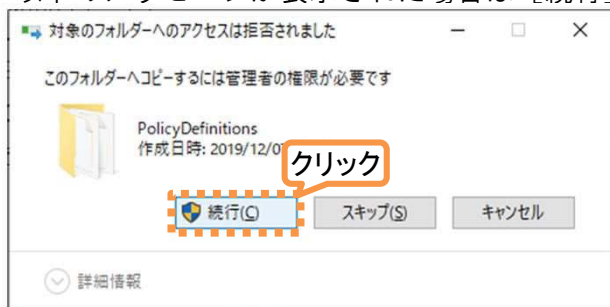 対象のフォルダーへのアクセスは拒否されました
このフォルダーへコピーするには管理者の権限が必要です
PolicyDefinitions
作成日時: 2019/12/0
クリック
続行(C)
スキップ(S)
キャンセル
詳細情報